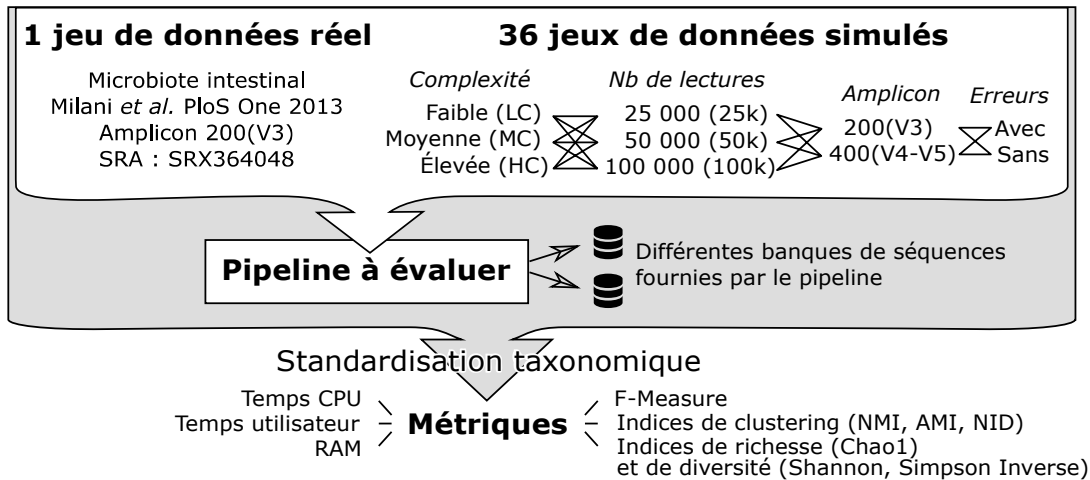 1 jeu de données réel
Microbiote intestinal
Milani et al. PloS One 2013
Amplicon 200(V3)
SRA : SRX364048
36 jeux de données simulés
Complexité
Faible (LC)
Moyenne (MC)
Élevée (HC)
Nb de lectures
25 000 (25k)
50 000 (50k)
100 000 (100k)
Amplicon
200(V3)
400(V4-V5)
Erreurs
Avec
Sans
Pipeline à évaluer
Différentes banques de séquences
fournies par le pipeline
Standardisation taxonomique
Temps CPU
Temps utilisateur
RAM
Métriques
F-Measure
Indices de clustering (NMI, AMI, NID)
Indices de richesse (Chao1)
et de diversité (Shannon, Simpson Inverse)